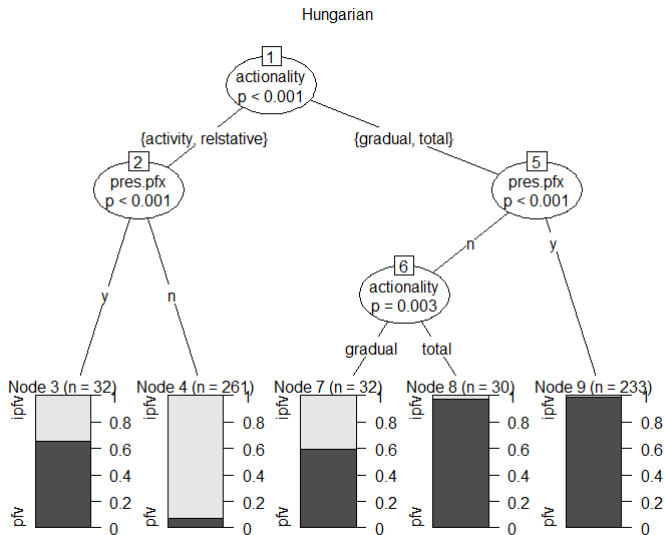 Hungarian
1
actionality
p < 0.001
{activity, relstative}
{gradual, total}
2
pres.pfx
p < 0.001
5
pres.pfx
p < 0.001
n
y
6
actionality
p = 0.003
y
n
gradual
total
Node 3 (n = 32)
ipfv
pfv
1
0.8
0.6
0.4
0.2
0
Node 4 (n = 261)
ipfv
pfv
1
0.8
0.6
0.4
0.2
0
Node 7 (n = 32)
ipfv
pfv
1
0.8
0.6
0.4
0.2
0
Node 8 (n = 30)
ipfv
pfv
1
0.8
0.6
0.4
0.2
0
Node 9 (n = 233)
ipfv
pfv
1
0.8
0.6
0.4
0.2
0